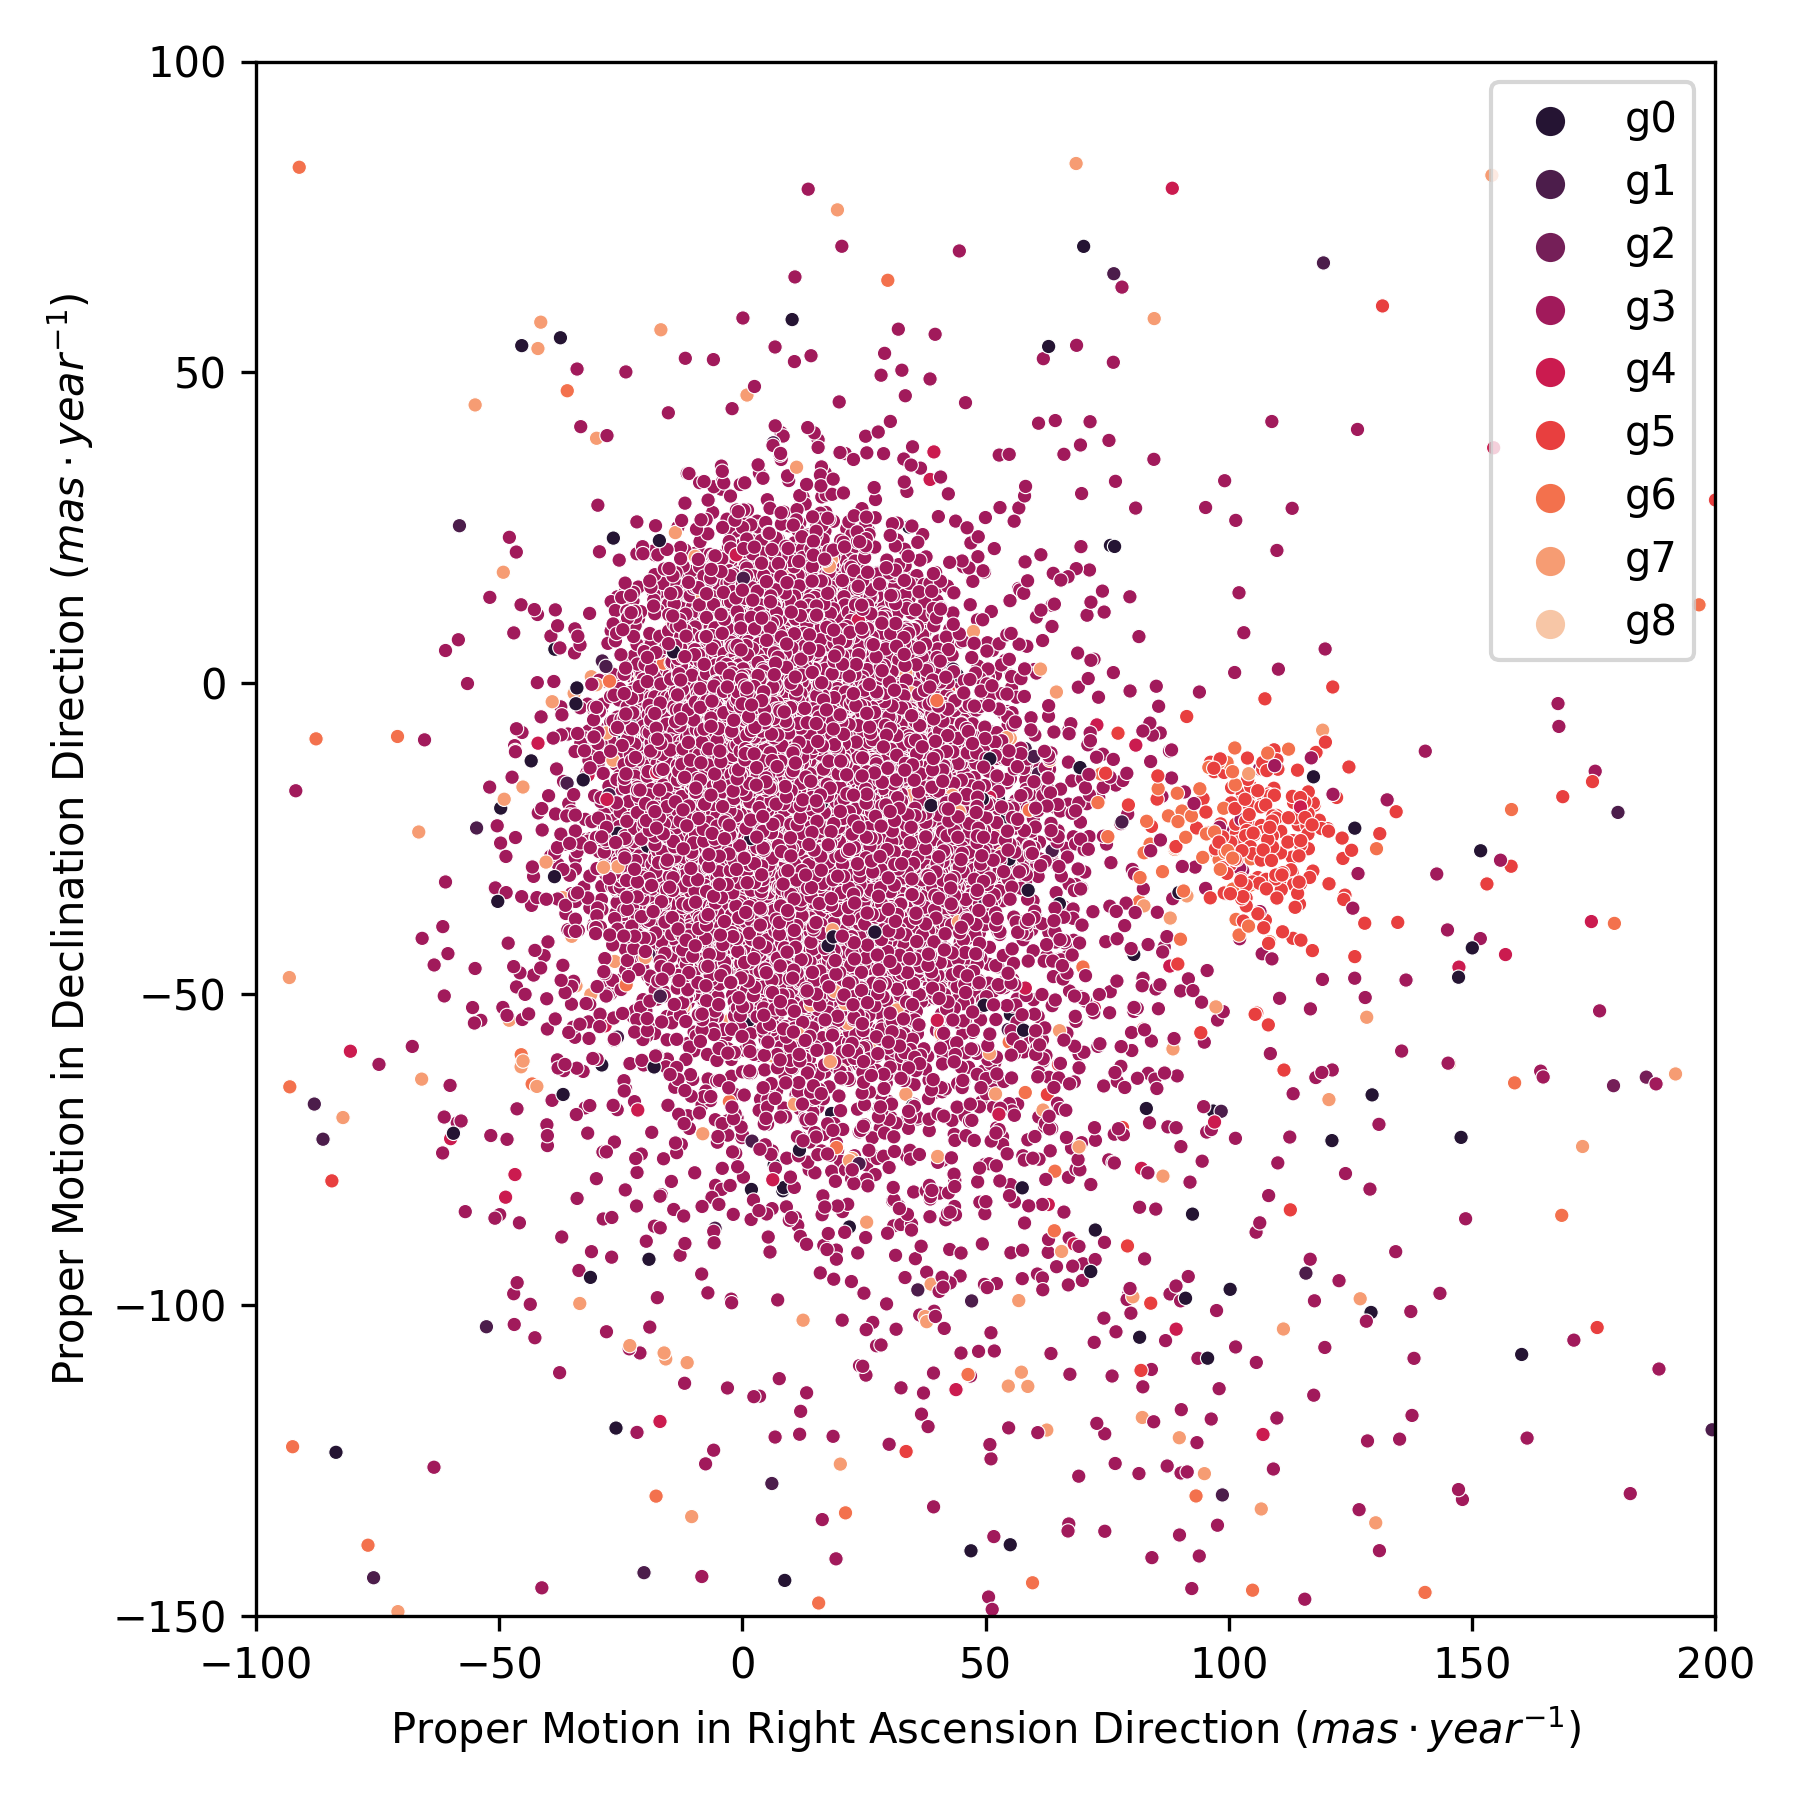 100
50
0
−50
−100
−150
−100
−50
0
50
100
150
200
Proper Motion in Declination Direction (mas · year⁻¹)
Proper Motion in Right Ascension Direction (mas · year⁻¹)
g0
g1
g2
g3
g4
g5
g6
g7
g8